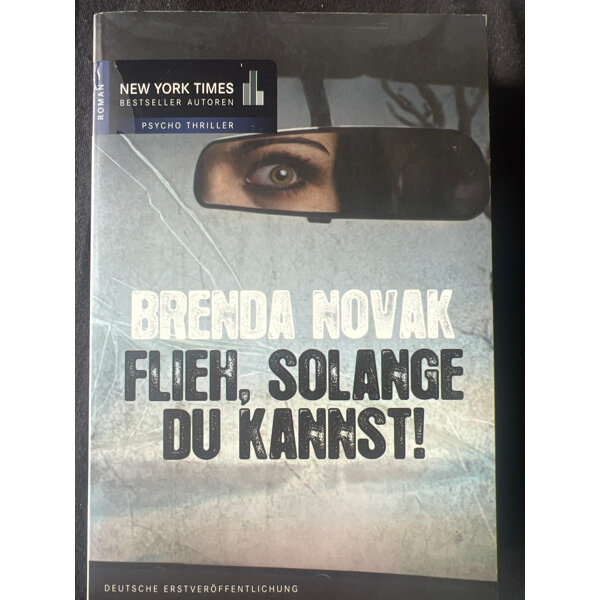 ROMAN
NEW YORK TIMES
BESTSELLER AUTOREN
PSYCHO THRILLER
BRENDA NOVAK
FLIEH, SOLANGE
DU KANNST!
DEUTSCHE ERSTVERÖFFENTLICHUNG